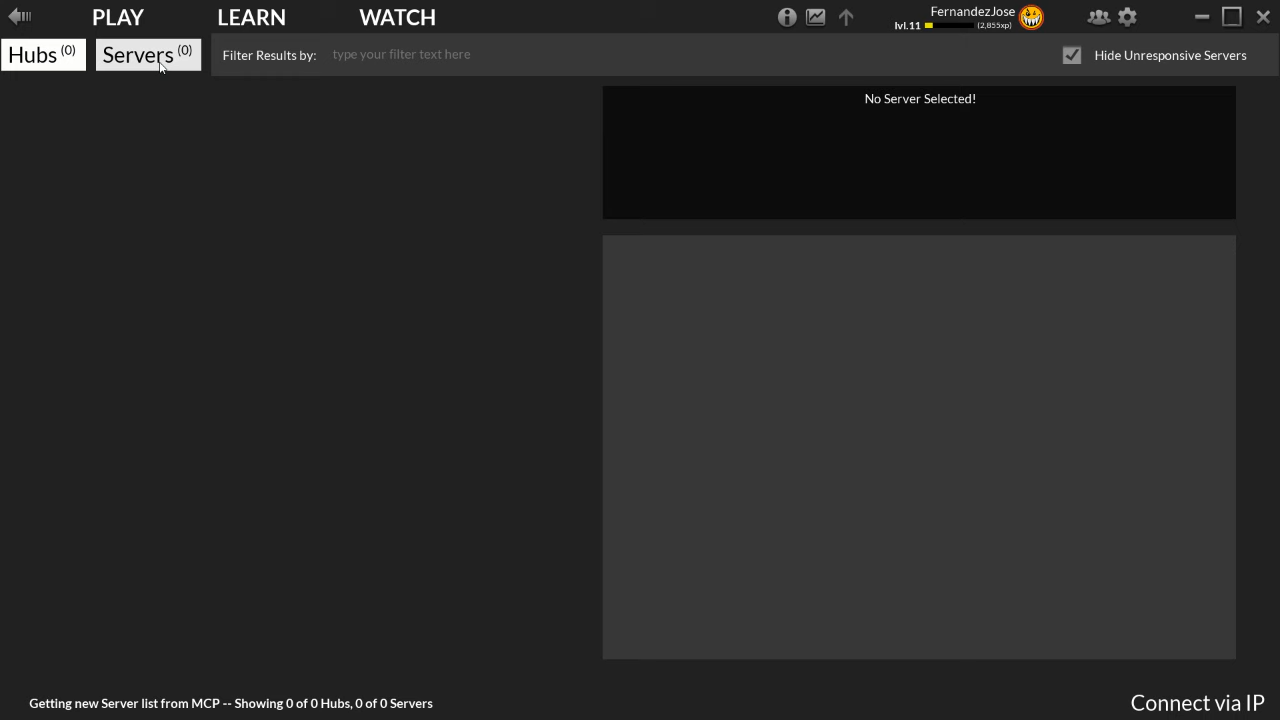 PLAY LEARN WATCH
FernandezJose
lvl.11 (2,855xp)
Hubs (0) Servers (0) Filter Results by: type your filter text here Hide Unresponsive Servers
No Server Selected!
Getting new Server list from MCP -- Showing 0 of 0 Hubs, 0 of 0 Servers
Connect via IP